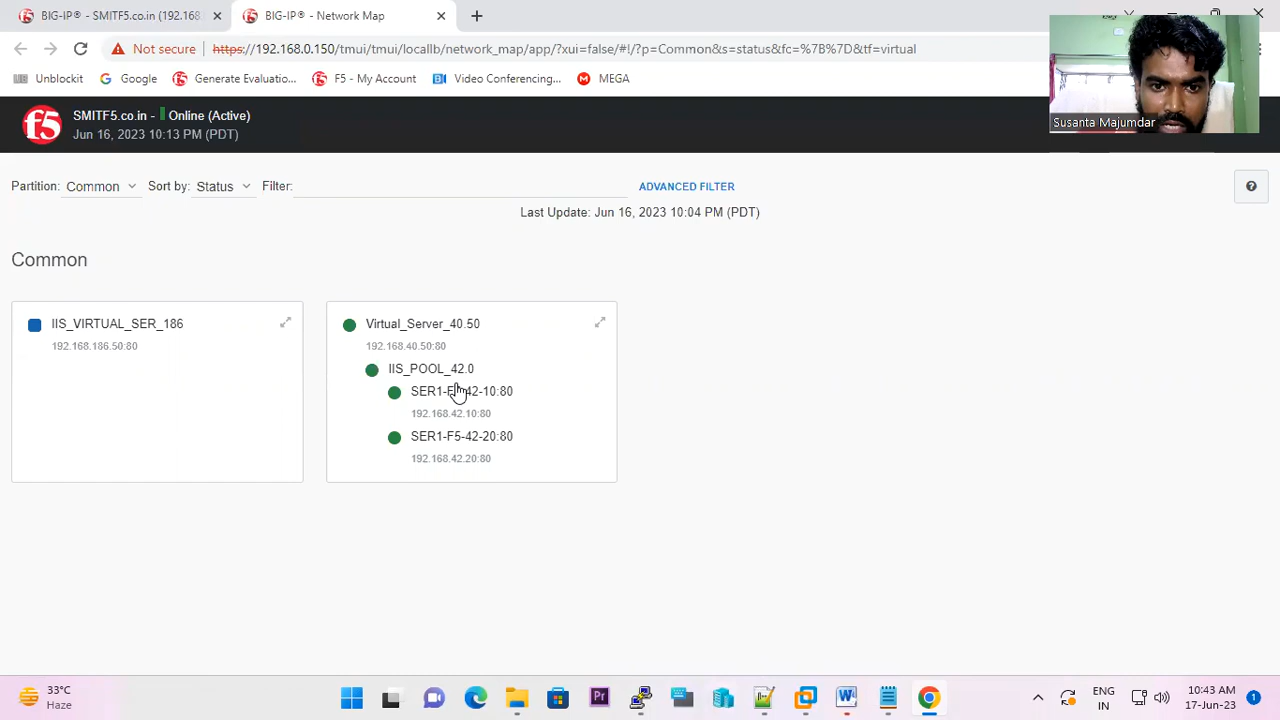 BIG-IP® - SMITF5.co.in (192.168.
BIG-IP® - Network Map
Not secure
https://192.168.0.150/tmui/tmui/locallb/network_map/app/?xui=false/#!/?p=Common&s=status&fc=%7B%7D&tf=virtual
Unblockit
Google
Generate Evaluatio...
F5 - My Account
Video Conferencing...
MEGA
f5
SMITF5.co.in - Online (Active)
Jun 16, 2023 10:13 PM (PDT)
Susanta Majumdar
Partition: Common Sort by: Status Filter: ADVANCED FILTER
Last Update: Jun 16, 2023 10:04 PM (PDT)
Common
IIS_VIRTUAL_SER_186
192.168.186.50:80
Virtual_Server_40.50
192.168.40.50:80
IIS_POOL_42.0
192.168.42.10:80
SER1-F5-42-20:80
192.168.42.20:80
33°C
Haze
Pr
W
ENG
IN
10:43 AM
17-Jun-23
1